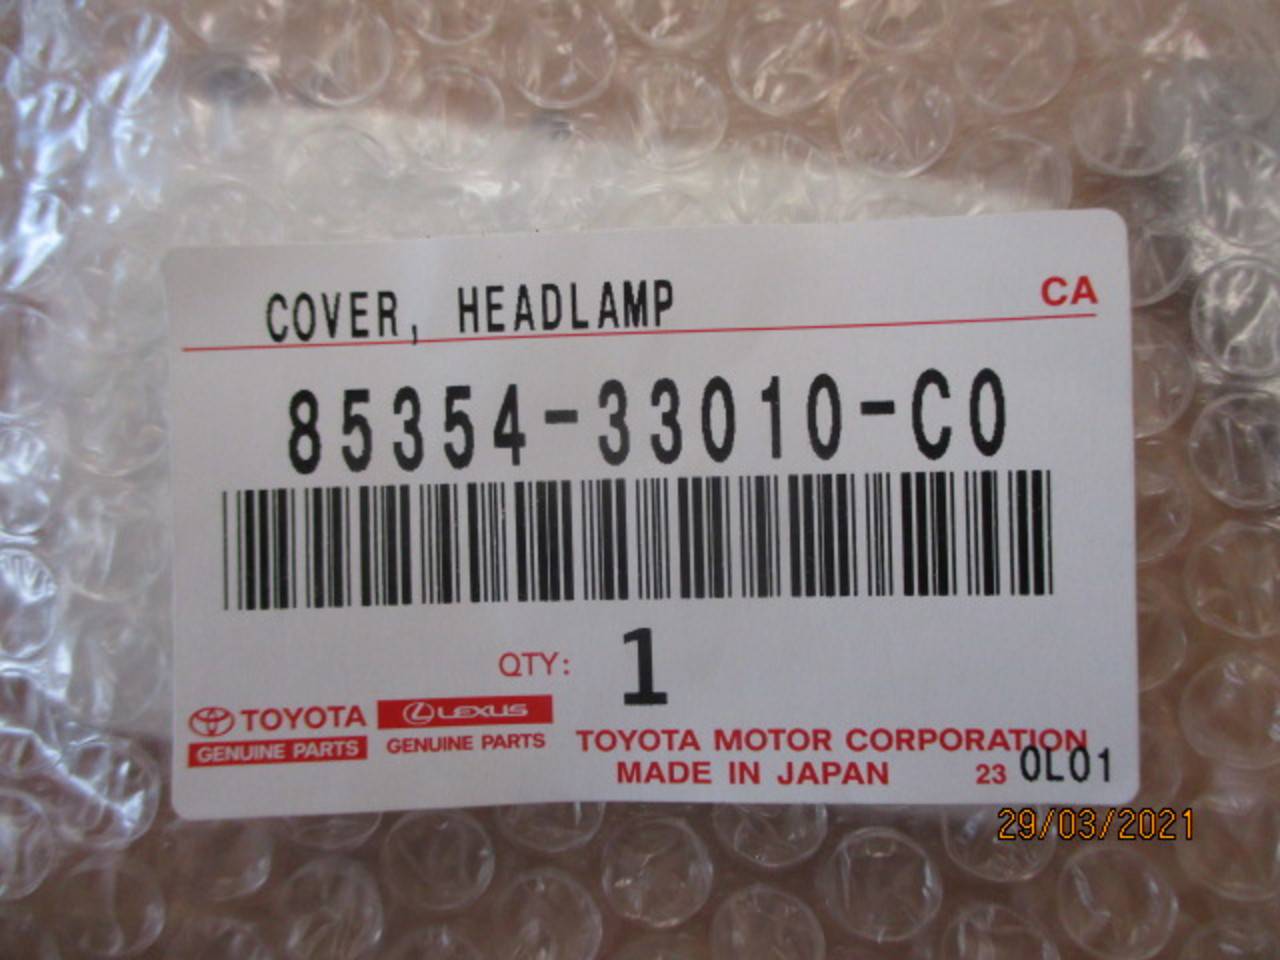 COVER, HEADLAMP
CA
85354-33010-C0
QTY: 1
TOYOTA
GENUINE PARTS
LEXUS
GENUINE PARTS
TOYOTA MOTOR CORPORATION
MADE IN JAPAN
23 0L01
29/03/2021